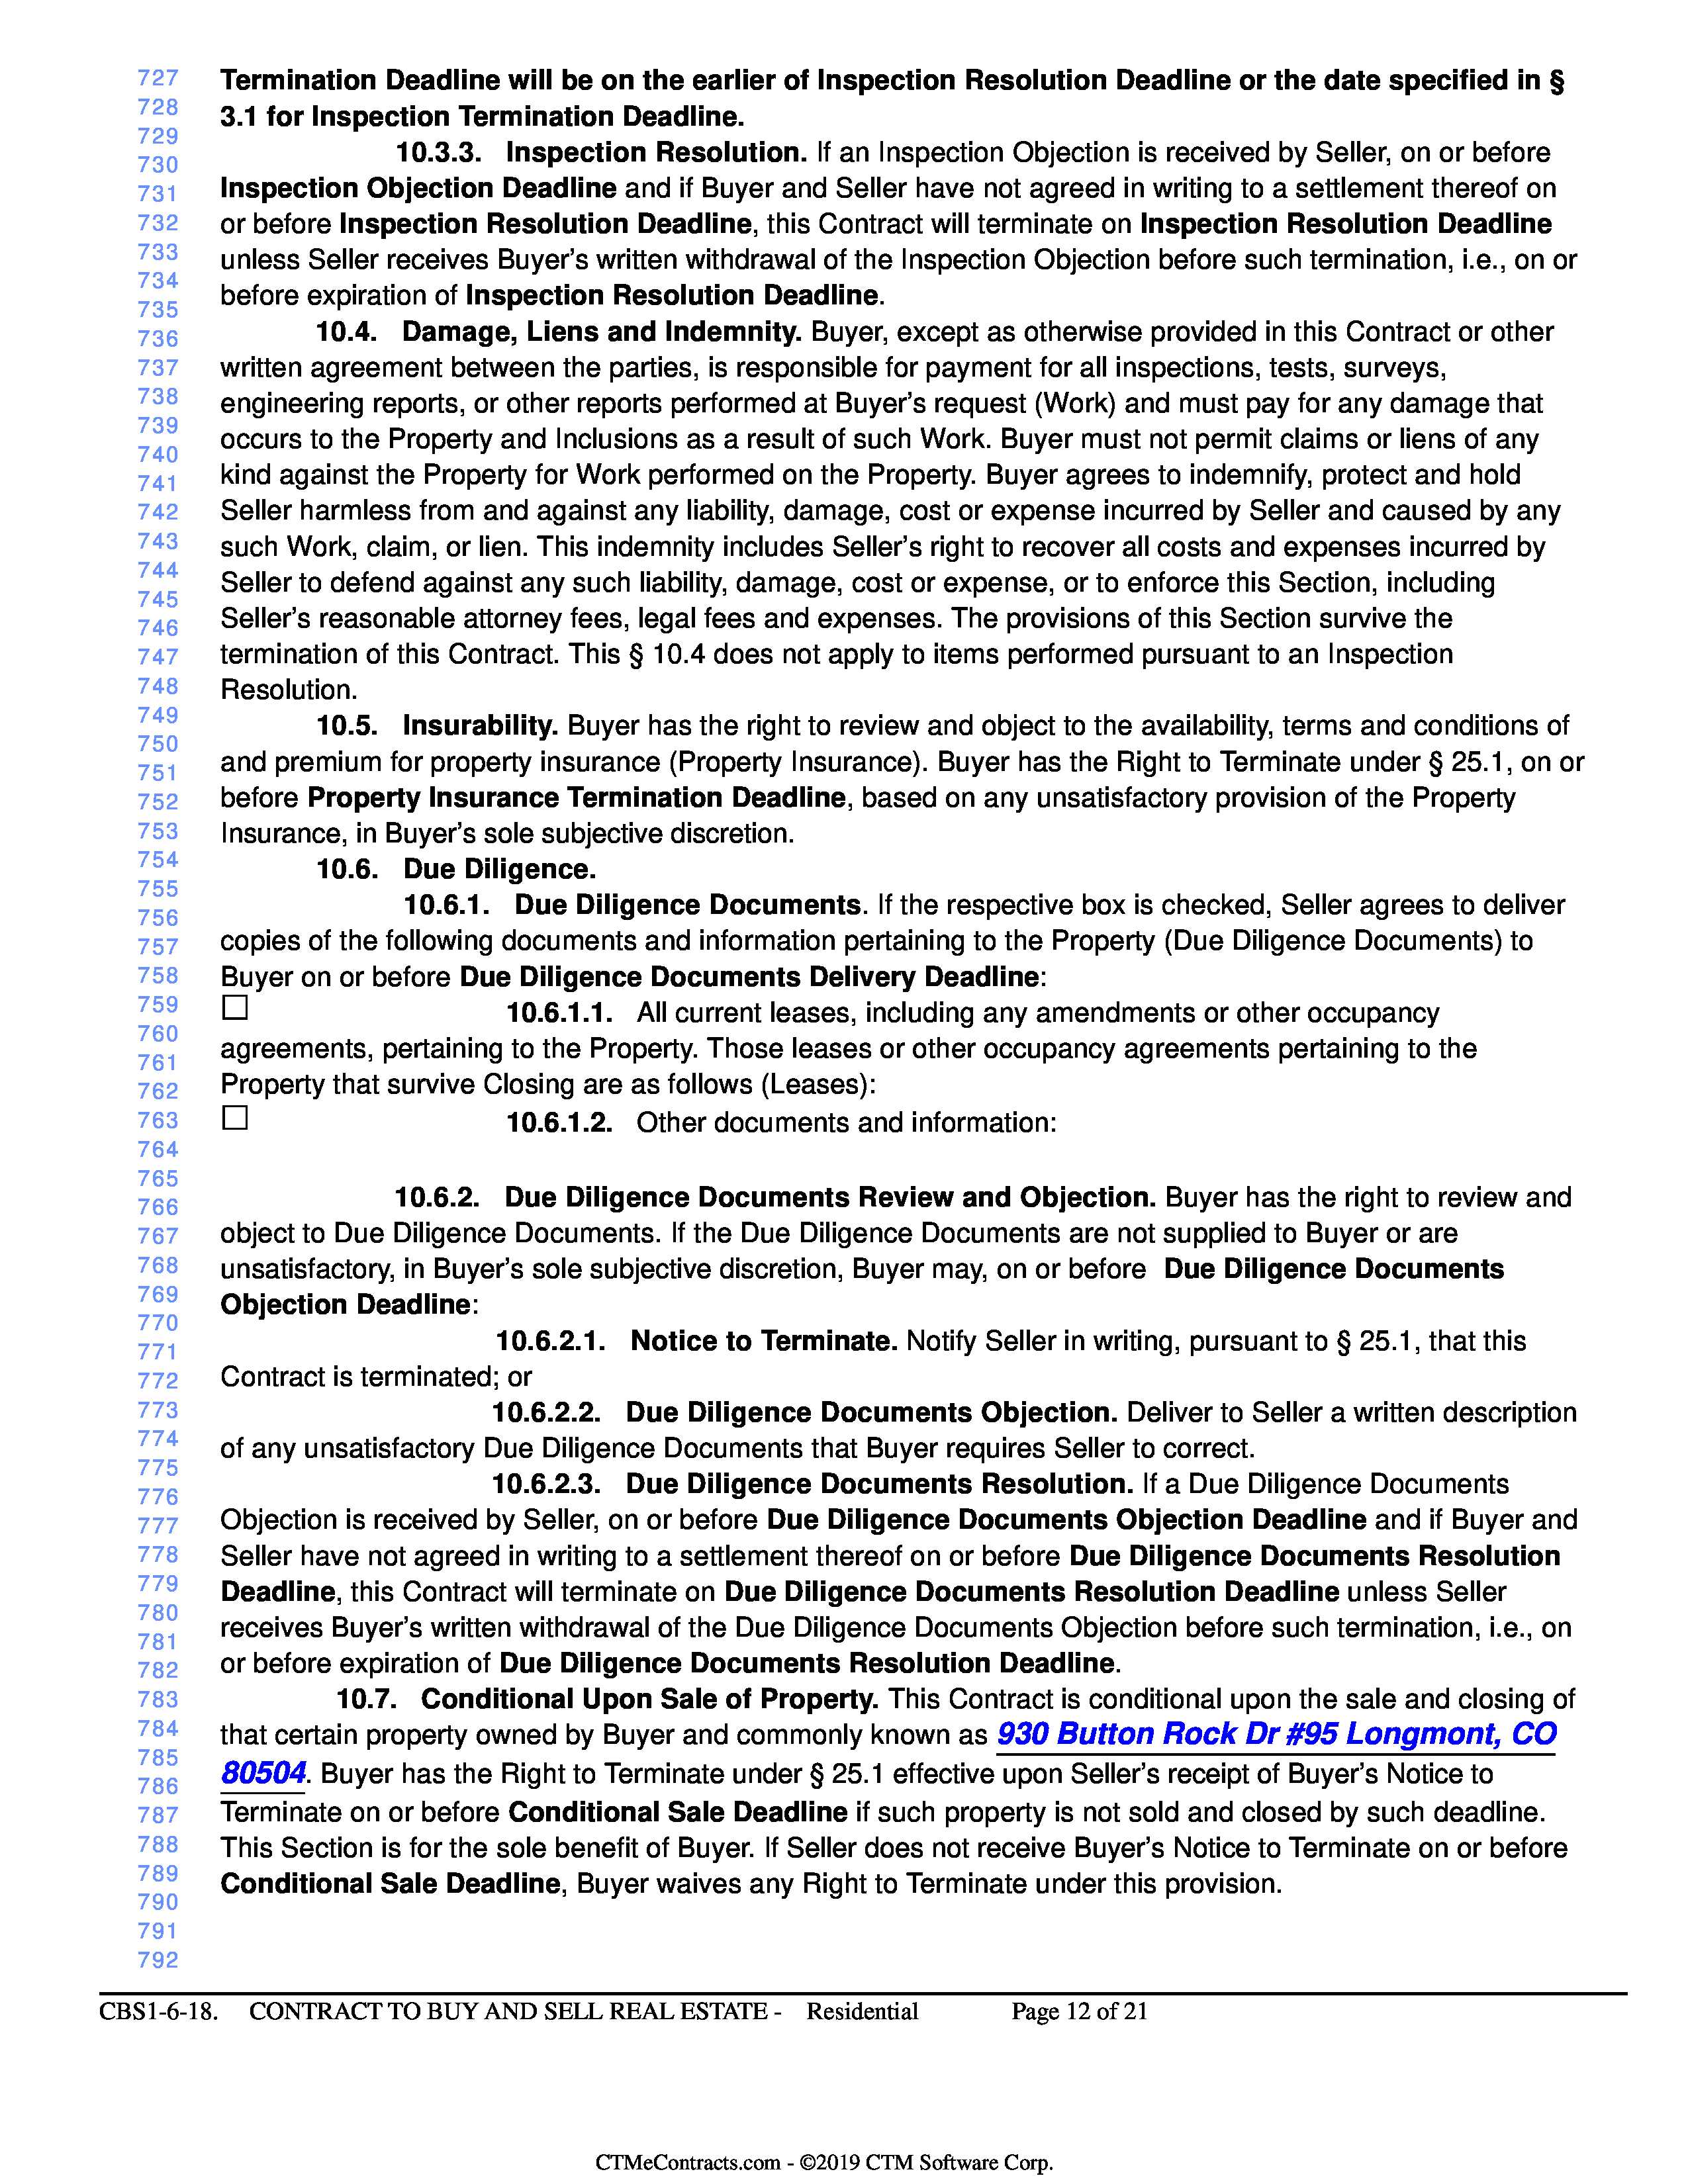 727 Termination Deadline will be on the earlier of Inspection Resolution Deadline or the date specified in §
728 3.1 for Inspection Termination Deadline.
729
730 10.3.3. Inspection Resolution. If an Inspection Objection is received by Seller, on or before
731 Inspection Objection Deadline and if Buyer and Seller have not agreed in writing to a settlement thereof on
732 or before Inspection Resolution Deadline, this Contract will terminate on Inspection Resolution Deadline
733 unless Seller receives Buyer's written withdrawal of the Inspection Objection before such termination, i.e., on or
734
735 before expiration of Inspection Resolution Deadline.
736 10.4. Damage, Liens and Indemnity. Buyer, except as otherwise provided in this Contract or other
737 written agreement between the parties, is responsible for payment for all inspections, tests, surveys,
738 engineering reports, or other reports performed at Buyer's request (Work) and must pay for any damage that
739 occurs to the Property and Inclusions as a result of such Work. Buyer must not permit claims or liens of any
740
741 kind against the Property for Work performed on the Property. Buyer agrees to indemnify, protect and hold
742 Seller harmless from and against any liability, damage, cost or expense incurred by Seller and caused by any
743 such Work, claim, or lien. This indemnity includes Seller's right to recover all costs and expenses incurred by
744 Seller to defend against any such liability, damage, cost or expense, or to enforce this Section, including
745
746 Seller's reasonable attorney fees, legal fees and expenses. The provisions of this Section survive the
747 termination of this Contract. This § 10.4 does not apply to items performed pursuant to an Inspection
748 Resolution.
749 10.5. Insurability. Buyer has the right to review and object to the availability, terms and conditions of
750
751 and premium for property insurance (Property Insurance). Buyer has the Right to Terminate under § 25.1, on or
752 before Property Insurance Termination Deadline, based on any unsatisfactory provision of the Property
753 Insurance, in Buyer's sole subjective discretion.
754 10.6. Due Diligence.
755
756 10.6.1. Due Diligence Documents. If the respective box is checked, Seller agrees to deliver
757 copies of the following documents and information pertaining to the Property (Due Diligence Documents) to
758 Buyer on or before Due Diligence Documents Delivery Deadline:
759 ☐ 10.6.1.1. All current leases, including any amendments or other occupancy
760
761 agreements, pertaining to the Property. Those leases or other occupancy agreements pertaining to the
762 Property that survive Closing are as follows (Leases):
763 ☐ 10.6.1.2. Other documents and information:
764
765
766 10.6.2. Due Diligence Documents Review and Objection. Buyer has the right to review and
767 object to Due Diligence Documents. If the Due Diligence Documents are not supplied to Buyer or are
768 unsatisfactory, in Buyer's sole subjective discretion, Buyer may, on or before Due Diligence Documents
769 Objection Deadline:
770
771 10.6.2.1. Notice to Terminate. Notify Seller in writing, pursuant to § 25.1, that this
772 Contract is terminated; or
773 10.6.2.2. Due Diligence Documents Objection. Deliver to Seller a written description
774 of any unsatisfactory Due Diligence Documents that Buyer requires Seller to correct.
775
776 10.6.2.3. Due Diligence Documents Resolution. If a Due Diligence Documents
777 Objection is received by Seller, on or before Due Diligence Documents Objection Deadline and if Buyer and
778 Seller have not agreed in writing to a settlement thereof on or before Due Diligence Documents Resolution
779 Deadline, this Contract will terminate on Due Diligence Documents Resolution Deadline unless Seller
780
781 receives Buyer's written withdrawal of the Due Diligence Documents Objection before such termination, i.e., on
782 or before expiration of Due Diligence Documents Resolution Deadline.
783 10.7. Conditional Upon Sale of Property. This Contract is conditional upon the sale and closing of
784 that certain property owned by Buyer and commonly known as 930 Button Rock Dr #95 Longmont, CO
785
786 80504. Buyer has the Right to Terminate under § 25.1 effective upon Seller's receipt of Buyer's Notice to
787 Terminate on or before Conditional Sale Deadline if such property is not sold and closed by such deadline.
788 This Section is for the sole benefit of Buyer. If Seller does not receive Buyer's Notice to Terminate on or before
789 Conditional Sale Deadline, Buyer waives any Right to Terminate under this provision.
790
791
792
CBS1-6-18. CONTRACT TO BUY AND SELL REAL ESTATE - Residential Page 12 of 21
CTMeContracts.com - ©2019 CTM Software Corp.